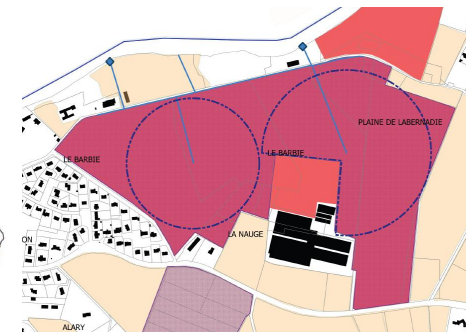 PLAINE DE LABERNADIE
LE BARBIE
LE BARBIE
LA NAUGE
ON
ALARY